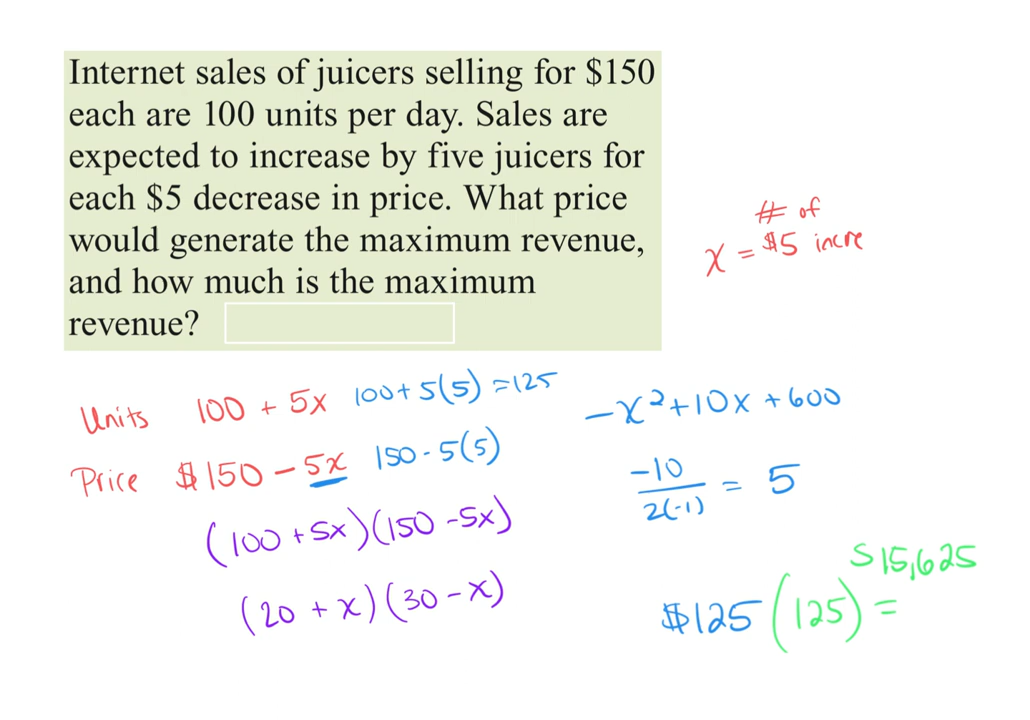 Internet sales of juicers selling for $150
each are 100 units per day. Sales are
expected to increase by five juicers for
each $5 decrease in price. What price
would generate the maximum revenue,
and how much is the maximum
revenue?
# of
x = $5 incre
Units 100 + 5x 100+5(5) =125
Price $150 - 5x 150-5(5)
(100+5x)(150-5x)
(20+x)(30-x)
-x²+10x+600
-10
2(-1) = 5
$15,625
$125(125) =